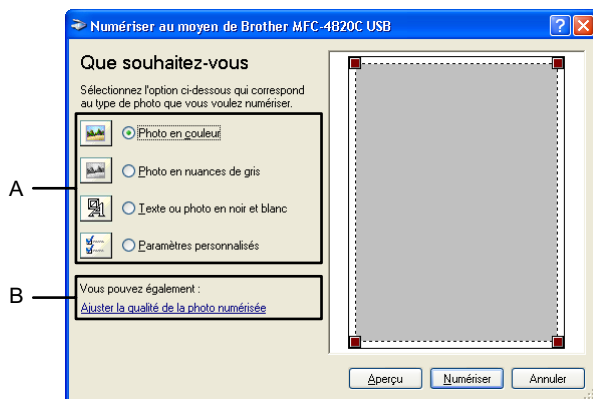 Numériser au moyen de Brother MFC-4820C USB
Que souhaitez-vous
Sélectionnez l'option ci-dessous qui correspond
au type de photo que vous voulez numériser.
A
Photo en couleur
Photo en nuances de gris
Texte ou photo en noir et blanc
Paramètres personnalisés
B
Vous pouvez également :
Ajuster la qualité de la photo numérisée
Aperçu
Numériser
Annuler